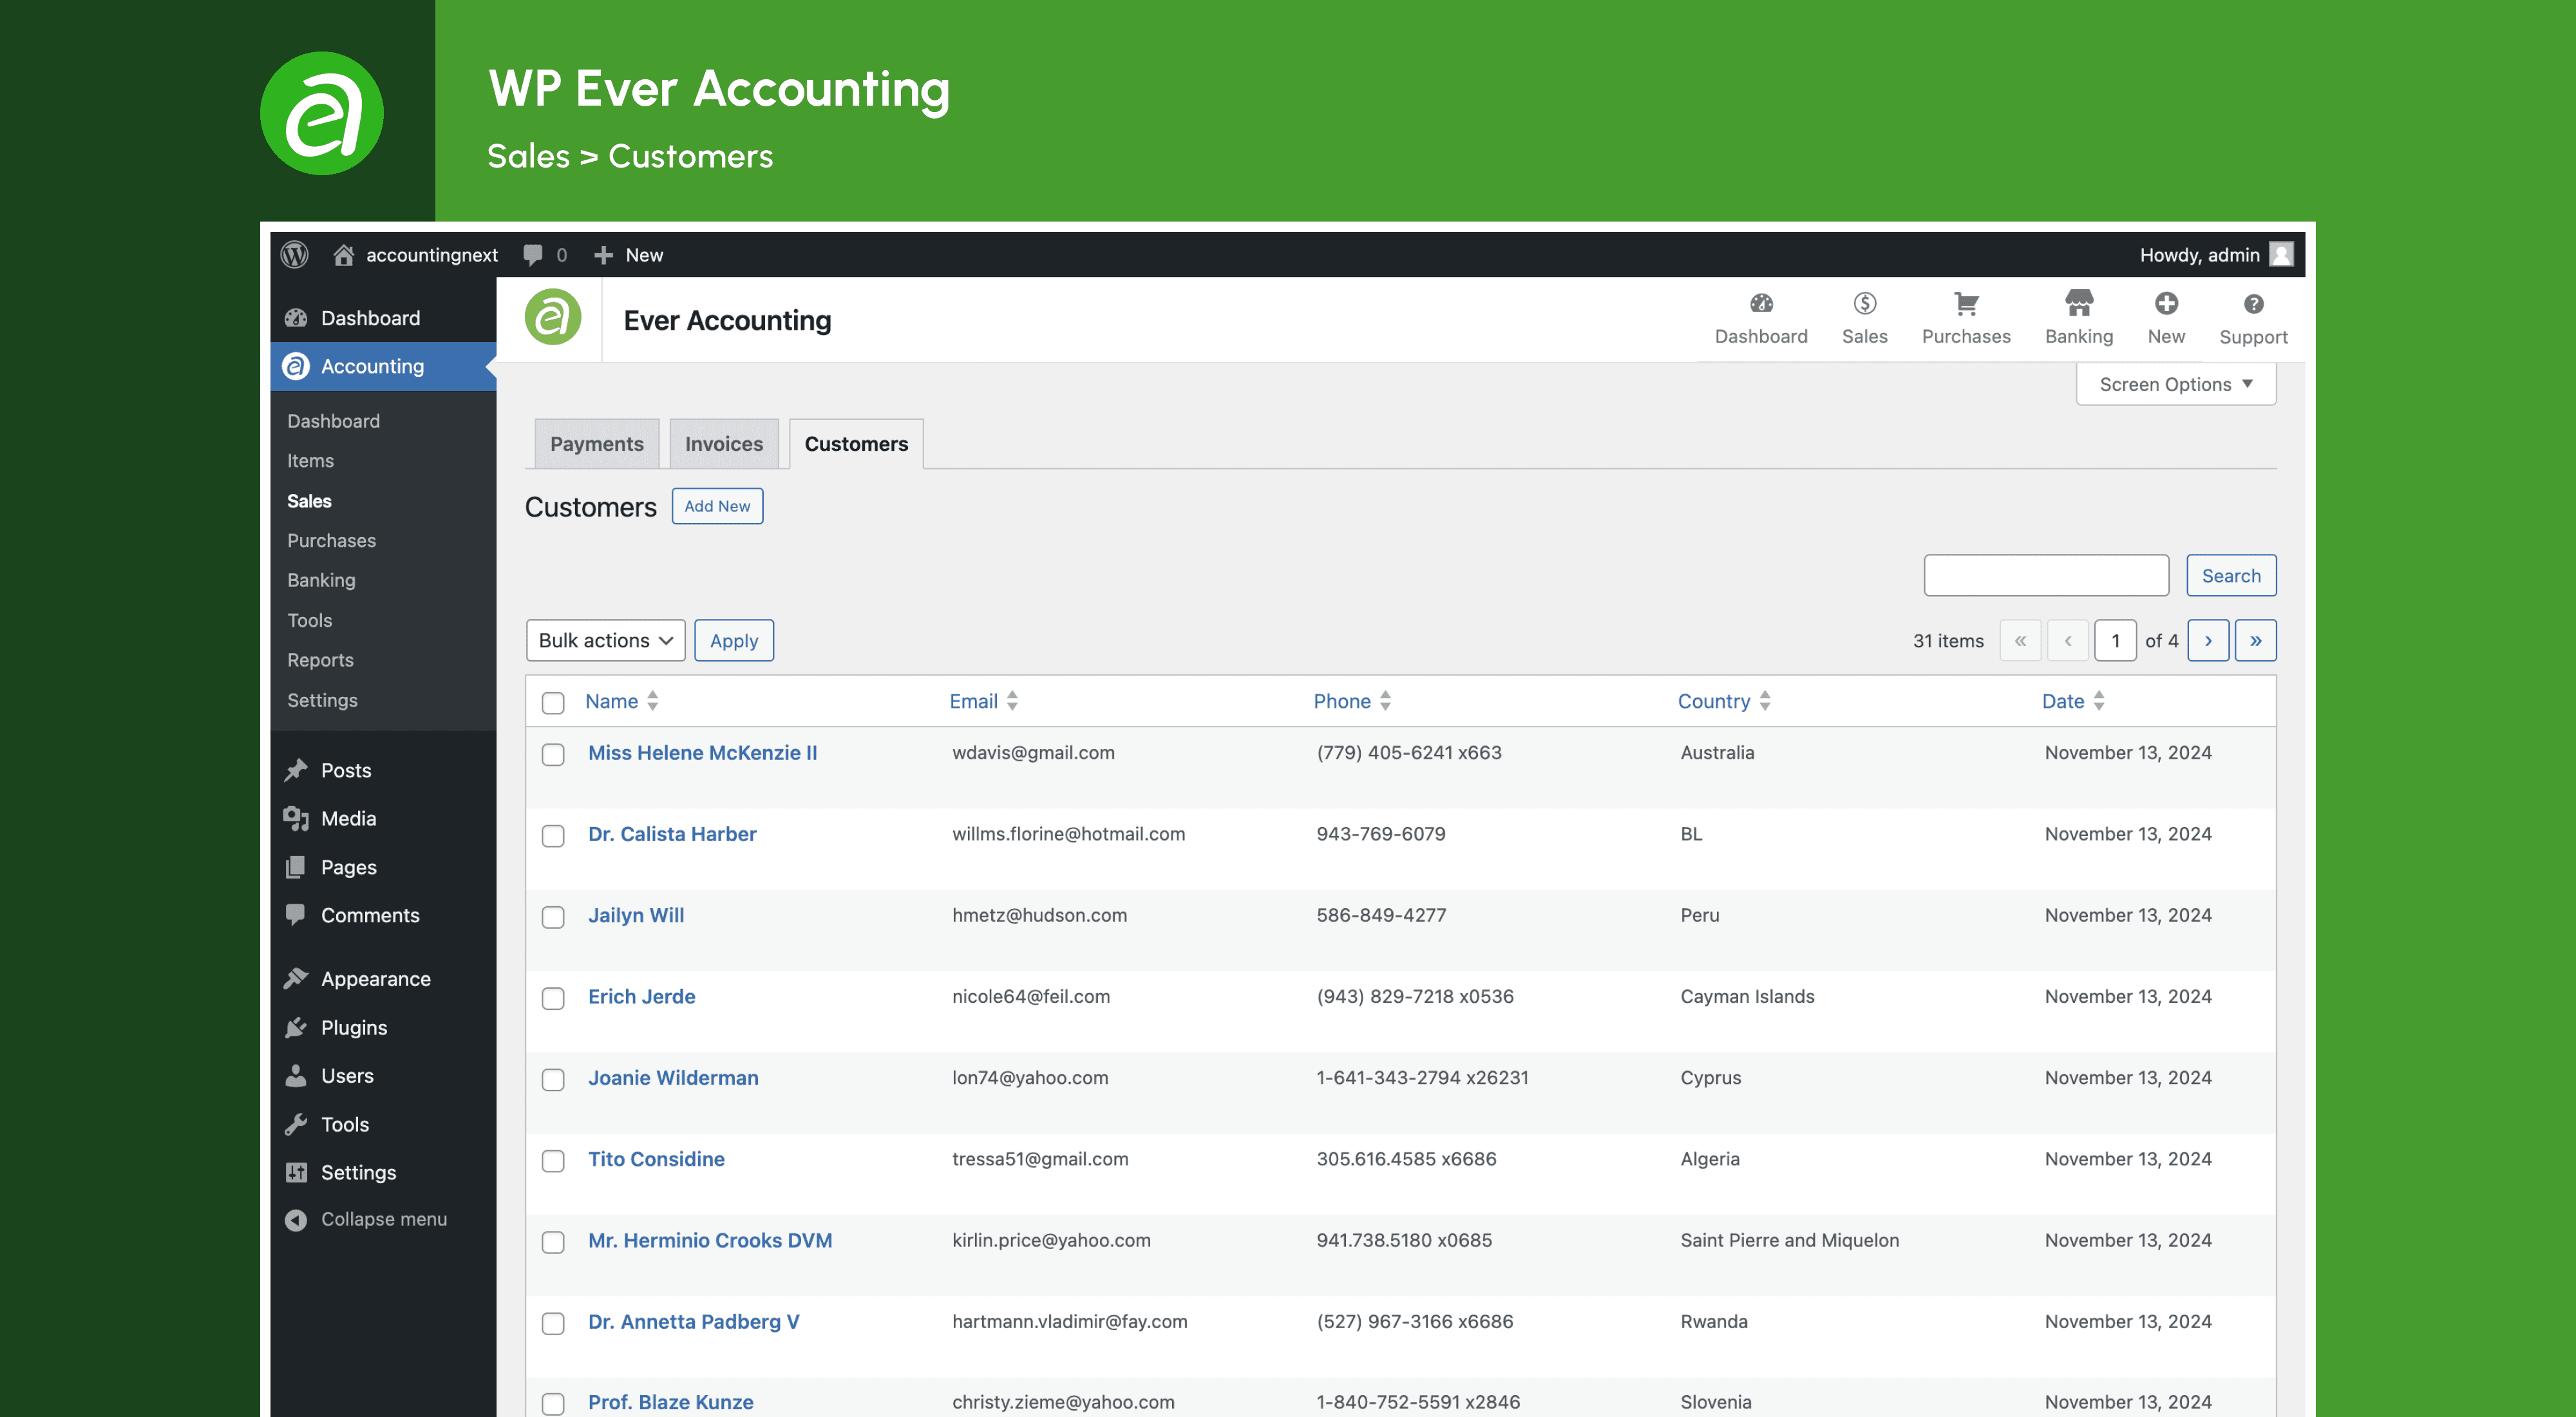 WP Ever Accounting
Sales > Customers
accountingnext 0 New Howdy, admin
Dashboard
Accounting
Dashboard
Items
Sales
Purchases
Banking
Tools
Reports
Settings
Posts
Media
Pages
Comments
Appearance
Plugins
Users
Tools
Settings
Collapse menu
Ever Accounting
Dashboard Sales Purchases Banking New Support
Screen Options
Payments Invoices Customers
Customers Add New
Search
Bulk actions Apply 31 items « ‹ 1 of 4 › »
Name Email Phone Country Date
Miss Helene McKenzie II wdavis@gmail.com (779) 405-6241 x663 Australia November 13, 2024
Dr. Calista Harber willms.florine@hotmail.com 943-769-6079 BL November 13, 2024
Jailyn Will hmetz@hudson.com 586-849-4277 Peru November 13, 2024
Erich Jerde nicole64@feil.com (943) 829-7218 x0536 Cayman Islands November 13, 2024
Joanie Wilderman lon74@yahoo.com 1-641-343-2794 x26231 Cyprus November 13, 2024
Tito Considine tressa51@gmail.com 305.616.4585 x6686 Algeria November 13, 2024
Mr. Herminio Crooks DVM kirlin.price@yahoo.com 941.738.5180 x0685 Saint Pierre and Miquelon November 13, 2024
Dr. Annetta Padberg V hartmann.vladimir@fay.com (527) 967-3166 x6686 Rwanda November 13, 2024
Prof. Blaze Kunze christy.zieme@yahoo.com 1-840-752-5591 x2846 Slovenia November 13, 2024